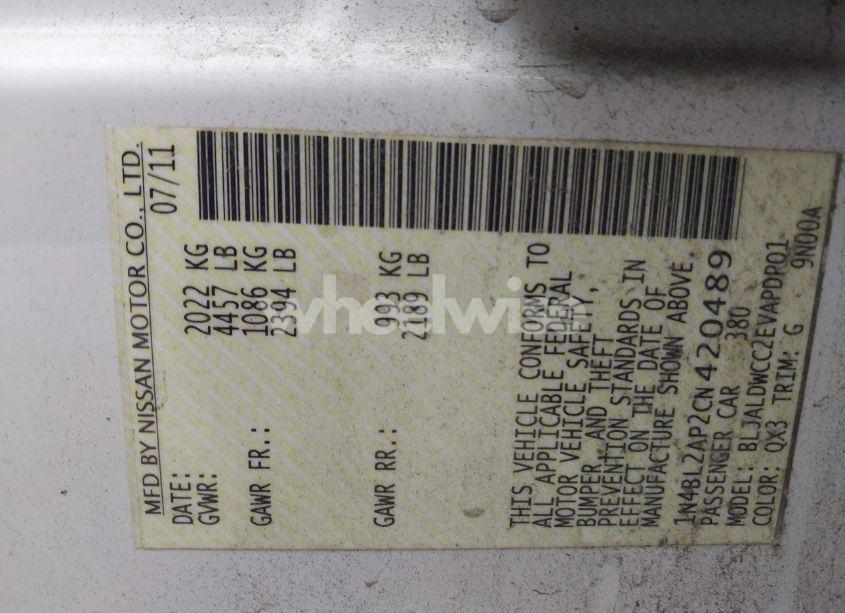 MFD BY NISSAN MOTOR CO., LTD.
DATE: 07/11
GVWR: 2022 KG
4457 LB
GAWR FR.: 1086 KG
2394 LB
GAWR RR.: 993 KG
2189 LB
THIS VEHICLE CONFORMS TO
ALL APPLICABLE FEDERAL
MOTOR VEHICLE SAFETY,
BUMPER, AND THEFT
PREVENTION STANDARDS IN
EFFECT ON THE DATE OF
MANUFACTURE SHOWN ABOVE.
1N4BL2AP2CN420489
PASSENGER CAR 380
MODEL: BLJALDWCC2EVAPDP01
COLOR: QX3 TRIM: G 9N00A